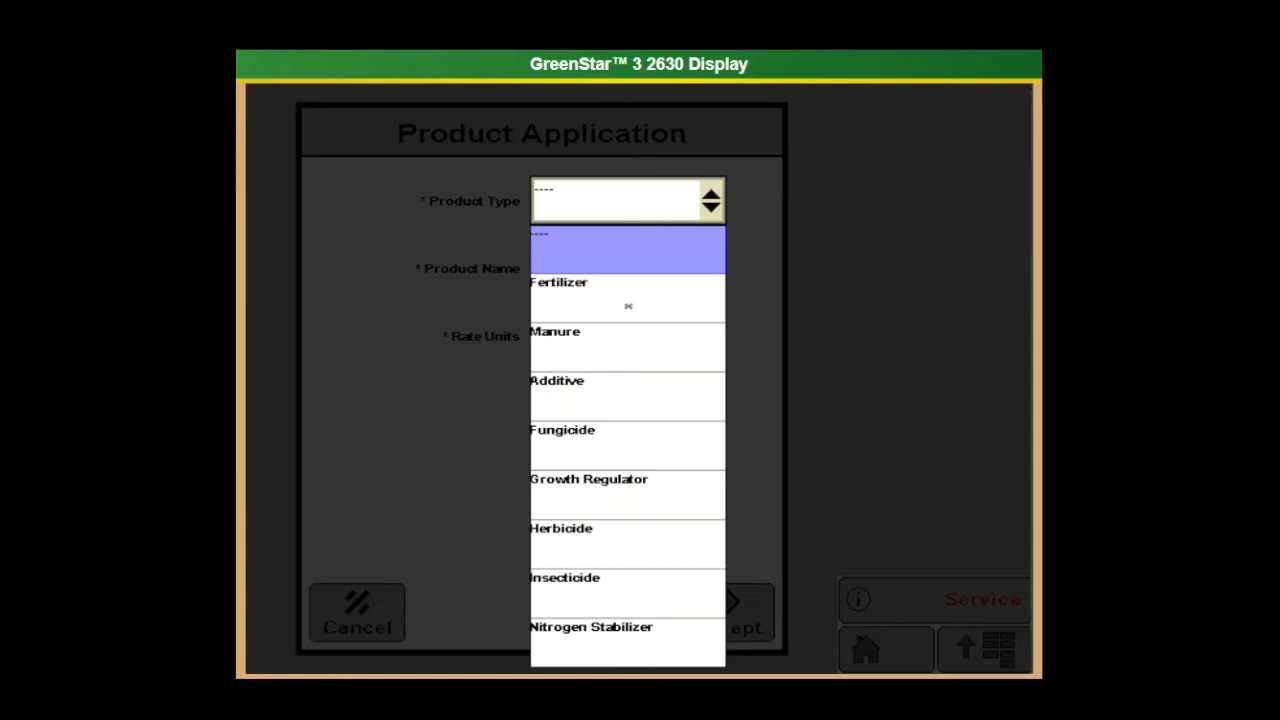 GreenStar™ 3 2630 Display
Product Application
* Product Type
----
----
* Product Name
Fertilizer
* Rate Units
Manure
Additive
Fungicide
Growth Regulator
Herbicide
Insecticide
Nitrogen Stabilizer
Cancel
ept
Service